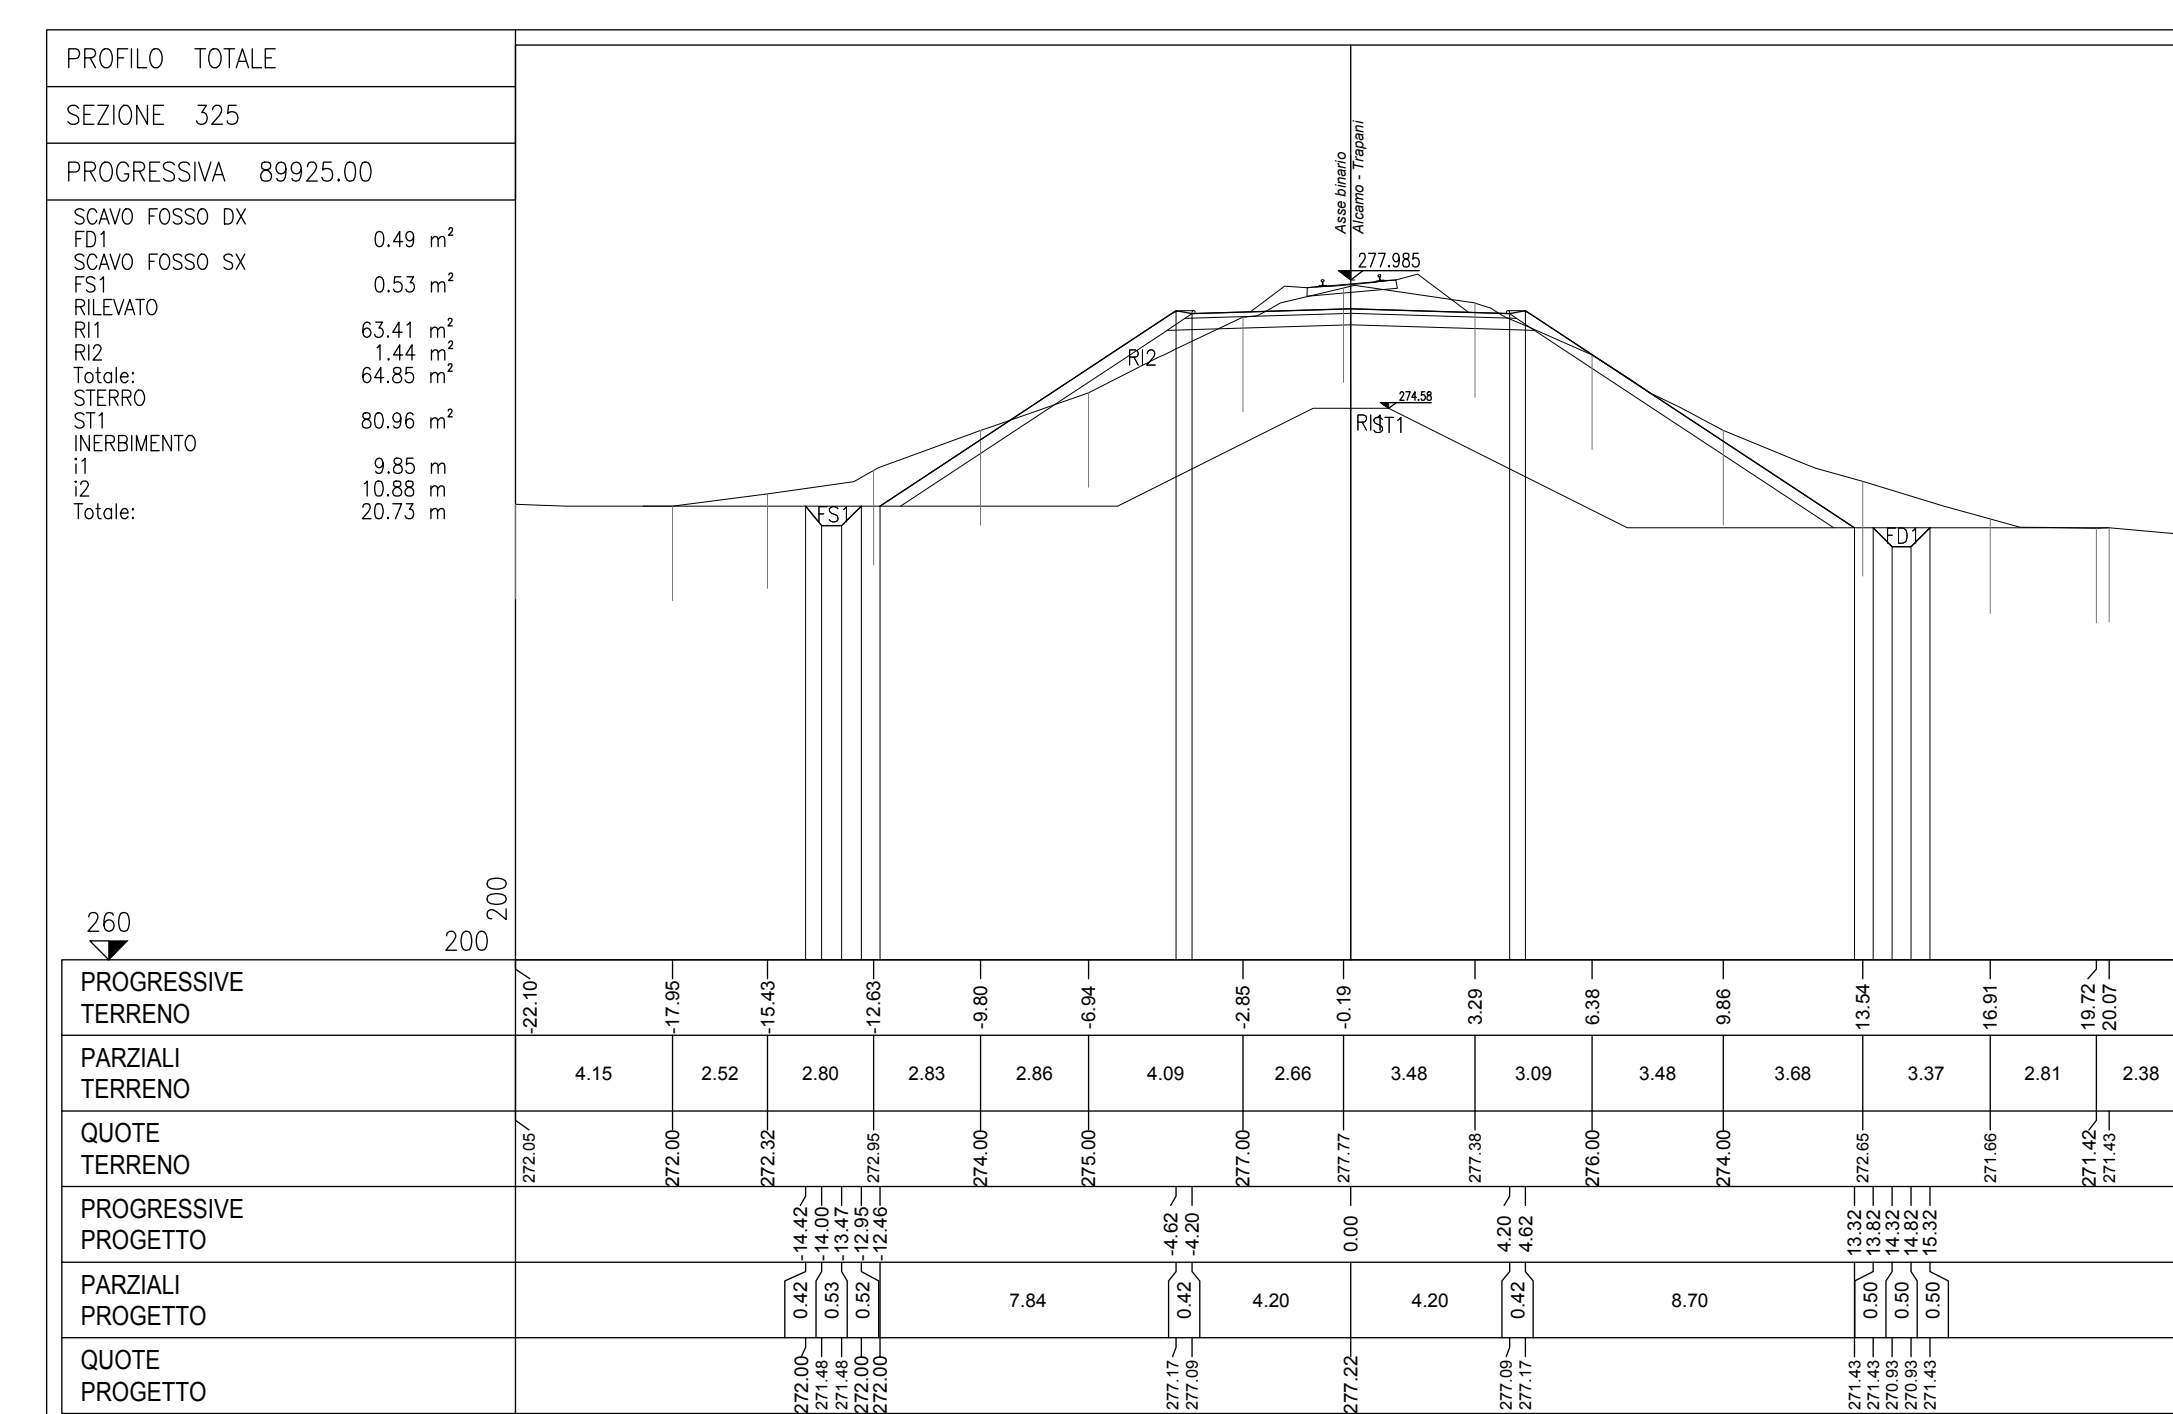 PROFILO TOTALE
SEZIONE 325
PROGRESSIVA 89925.00
SCAVO FOSSO DX
FD1 0.49 m²
SCAVO FOSSO SX
FS1 0.53 m²
RILEVATO
RI1 63.41 m²
RI2 1.44 m²
Totale: 64.85 m²
STERRO
ST1 80.96 m²
INERBIMENTO
i1 9.85 m
i2 10.88 m
Totale: 20.73 m
Asse binario
Alcamo - Trapani
277.985
RI2
274.58
RI1
ST1
FS1
FD1
260
200
200
PROGRESSIVE
TERRENO
-22.10 -17.95 -15.43 -12.63 -9.80 -6.94 -2.85 -0.19 3.29 6.38 9.86 13.54 16.91 19.72 20.07
PARZIALI
TERRENO
4.15 2.52 2.80 2.83 2.86 4.09 2.66 3.48 3.09 3.48 3.68 3.37 2.81 2.38
QUOTE
TERRENO
272.05 272.00 272.32 272.95 274.00 275.00 277.00 277.77 277.38 276.00 274.00 272.65 271.66 271.42 271.43
PROGRESSIVE
PROGETTO
-14.42 -14.00 -13.47 -12.95 -12.46 -4.62 -4.20 0.00 4.20 4.62 13.32 13.82 14.32 14.82 15.32
PARZIALI
PROGETTO
0.42 0.53 0.52 7.84 0.42 4.20 4.20 0.42 8.70 0.50 0.50 0.50
QUOTE
PROGETTO
272.00 271.48 271.48 272.00 272.00 277.17 277.09 277.22 277.09 277.17 271.43 271.43 270.93 270.93 271.43